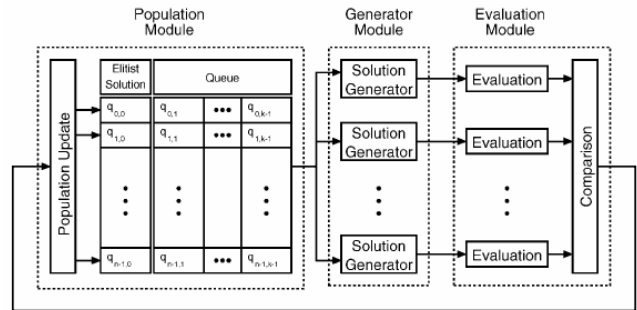 Population
Module
Generator
Module
Evaluation Module
Population Update
Elitist
Solution
Queue
q0,0 q0,1 ••• q0,k-1
q1,0 q1,1 ••• q1,k-1
qn-1,0 qn-1,1 ••• qn-1,k-1
Solution
Generator
Solution
Generator
Solution
Generator
Evaluation
Evaluation
Evaluation
Comparison